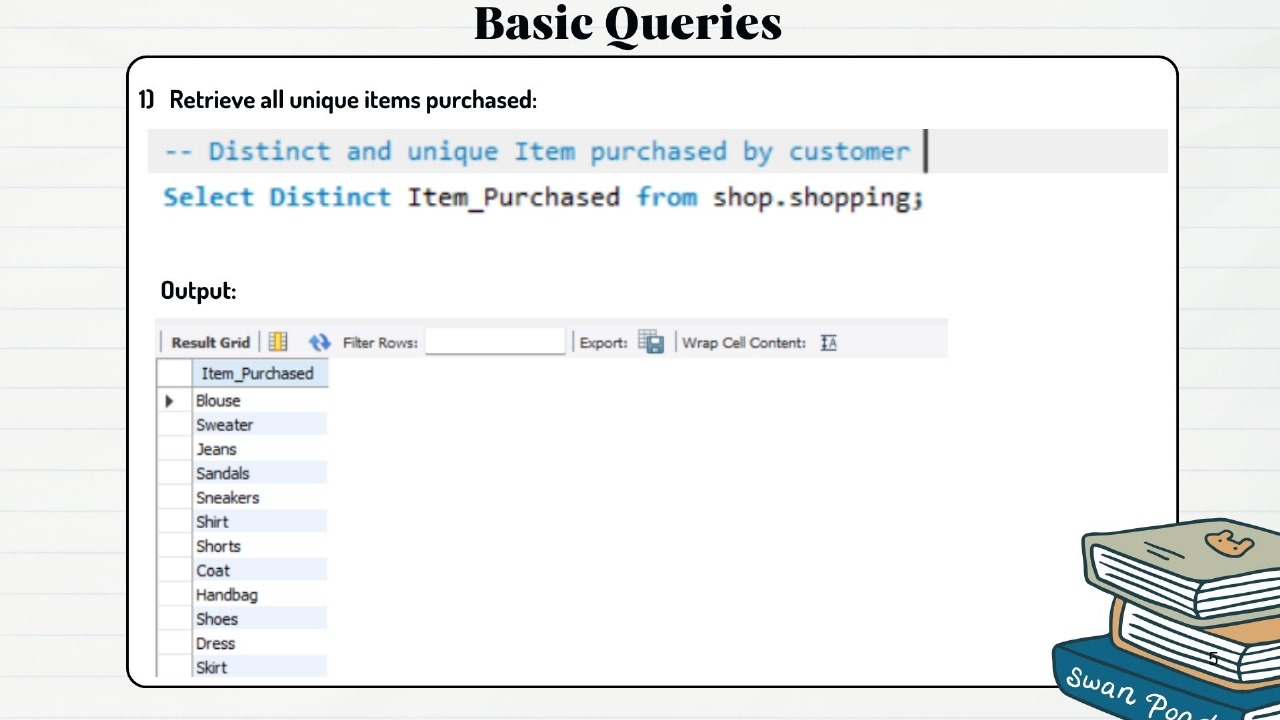 Basic Queries
1) Retrieve all unique items purchased:
-- Distinct and unique Item purchased by customer
Select Distinct Item_Purchased from shop.shopping;
Output:
Result Grid Filter Rows: Export: Wrap Cell Content:
Item_Purchased
Blouse
Sweater
Jeans
Sandals
Sneakers
Shirt
Shorts
Coat
Handbag
Shoes
Dress
Skirt
5
Swan